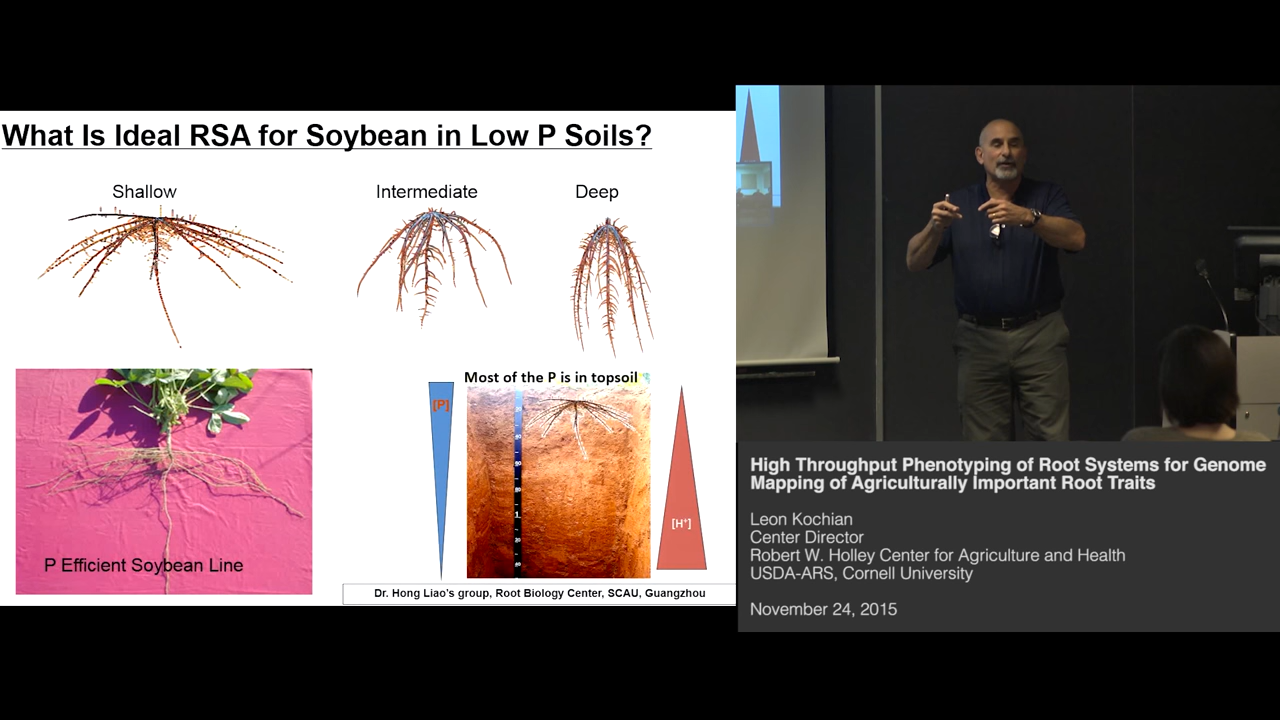 What Is Ideal RSA for Soybean in Low P Soils?
Shallow
Intermediate
Deep
P Efficient Soybean Line
Most of the P is in topsoil
[P]
[H⁺]
Dr. Hong Liao's group, Root Biology Center, SCAU, Guangzhou
High Throughput Phenotyping of Root Systems for Genome
Mapping of Agriculturally Important Root Traits
Leon Kochian
Center Director
Robert W. Holley Center for Agriculture and Health
USDA-ARS, Cornell University
November 24, 2015